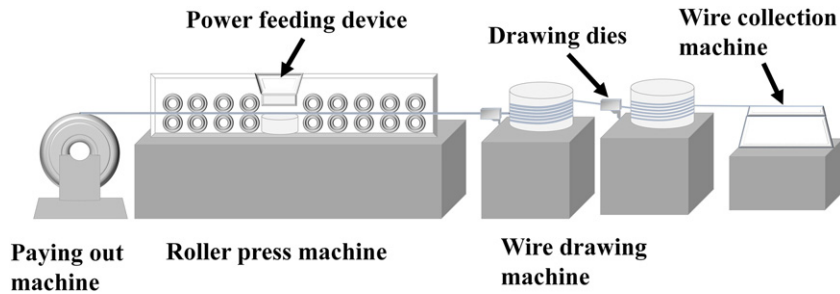 Power feeding device
Drawing dies
Wire collection
machine
Paying out
machine
Roller press machine
Wire drawing
machine